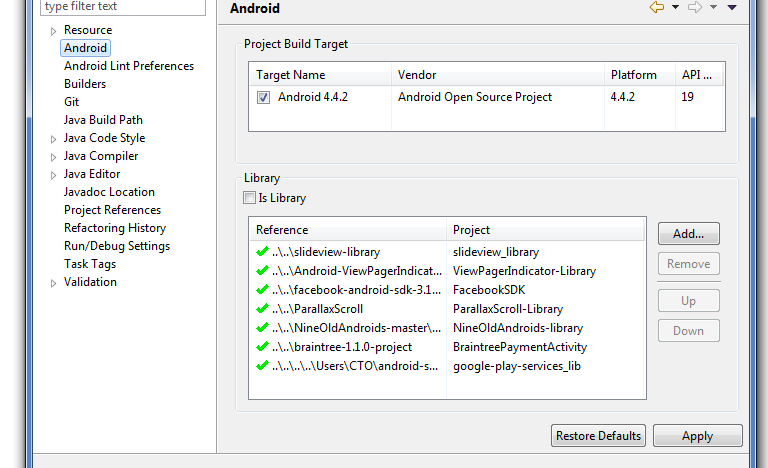 type filter text
Resource
Android
Android Lint Preferences
Builders
Git
Java Build Path
Java Code Style
Java Compiler
Java Editor
Javadoc Location
Project References
Refactoring History
Run/Debug Settings
Task Tags
Validation
Android
Project Build Target
Target Name Vendor Platform API ...
Android 4.4.2 Android Open Source Project 4.4.2 19
Library
Is Library
Reference Project
..\..\slideview-library slideview_library
..\..\Android-ViewPagerIndicat... ViewPagerIndicator-Library
..\..\facebook-android-sdk-3.1... FacebookSDK
..\..\ParallaxScroll ParallaxScroll-Library
..\..\NineOldAndroids-master\... NineOldAndroids-library
..\..\braintree-1.1.0-project BraintreePaymentActivity
..\..\..\..\Users\CTO\android-s... google-play-services_lib
Add...
Remove
Up
Down
Restore Defaults Apply